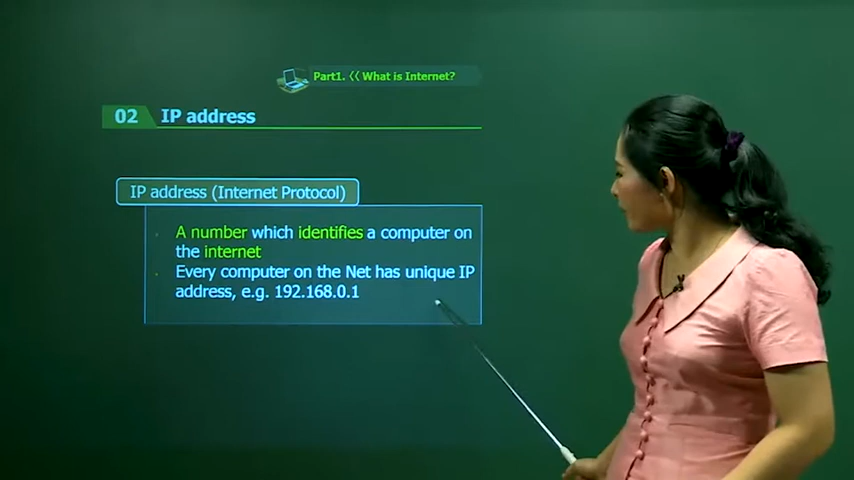 Part1. 《 What is Internet?
02 IP address
IP address (Internet Protocol)
A number which identifies a computer on
the internet
Every computer on the Net has unique IP
address, e.g. 192.168.0.1